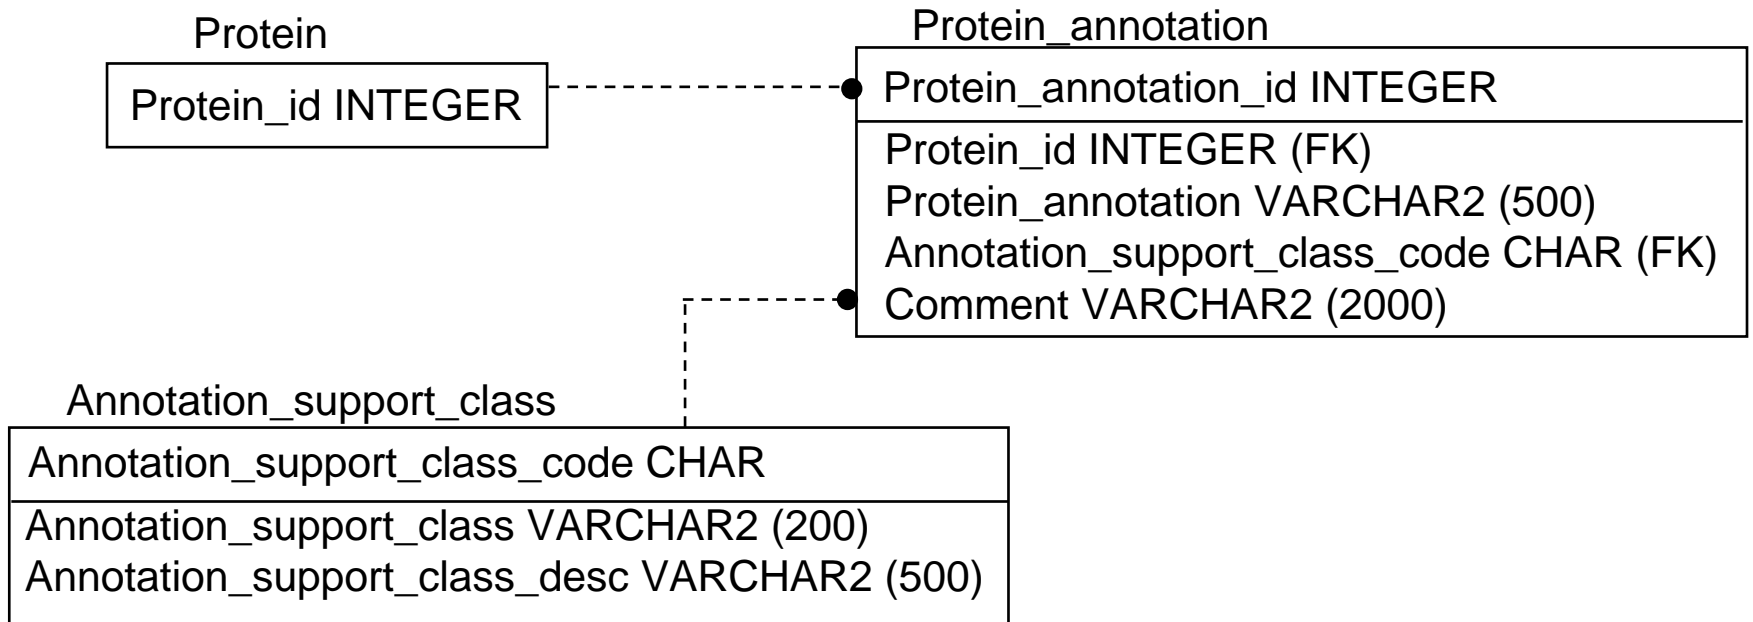 Protein
Protein_id INTEGER
Protein_annotation
Protein_annotation_id INTEGER
Protein_id INTEGER (FK)
Protein_annotation VARCHAR2 (500)
Annotation_support_class_code CHAR (FK)
Comment VARCHAR2 (2000)
Annotation_support_class
Annotation_support_class_code CHAR
Annotation_support_class VARCHAR2 (200)
Annotation_support_class_desc VARCHAR2 (500)